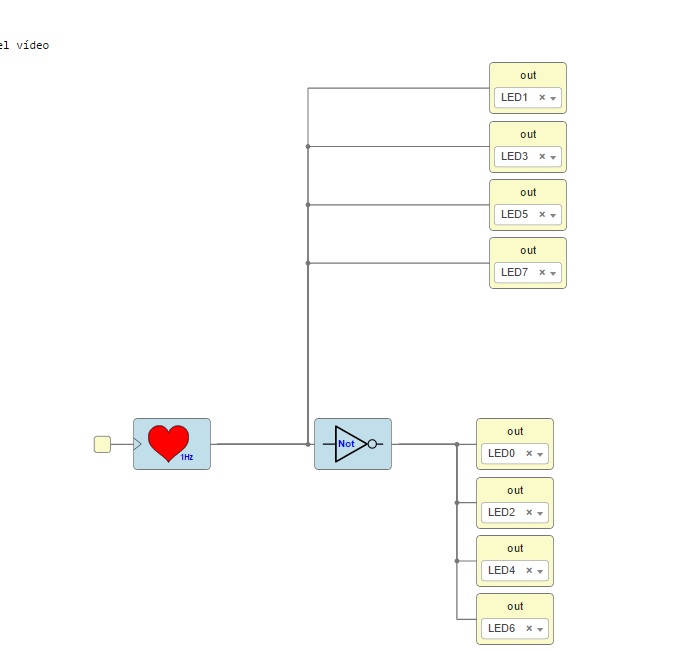 el vídeo
out
LED1
out
LED3
out
LED5
out
LED7
1Hz
Not
out
LED0
out
LED2
out
LED4
out
LED6